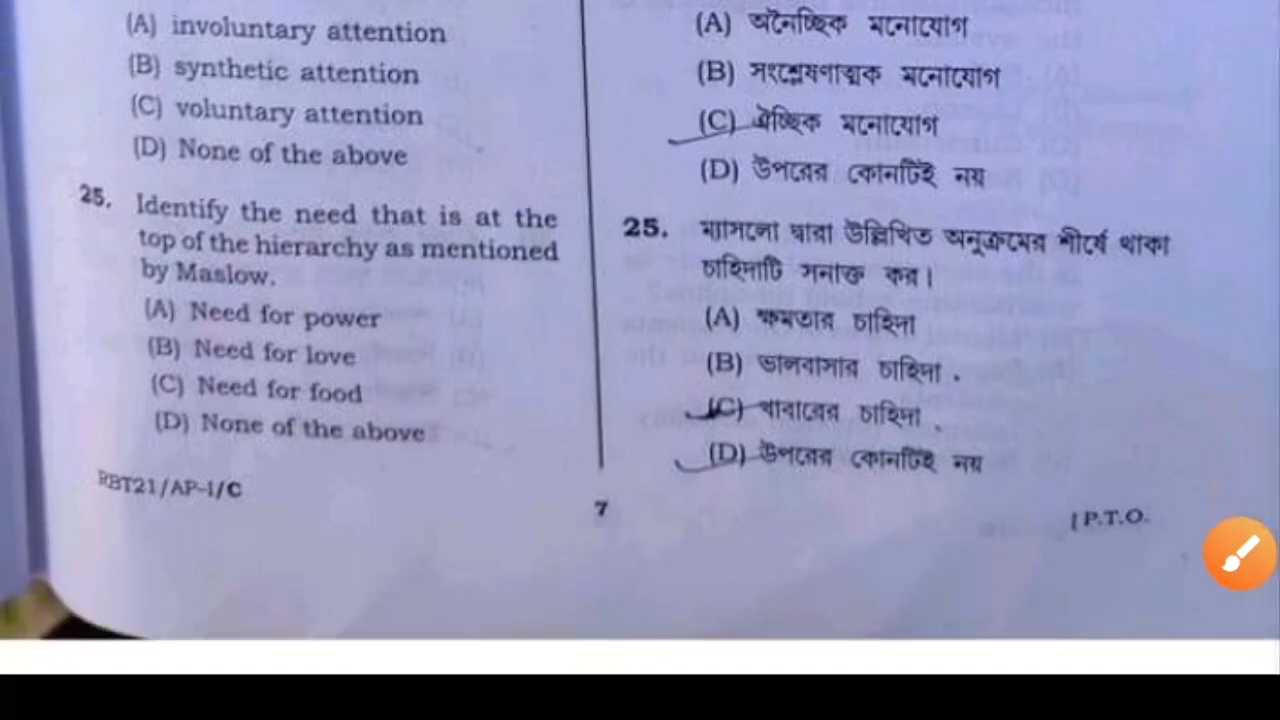 (A) involuntary attention
(B) synthetic attention
(C) voluntary attention
(D) None of the above
25. Identify the need that is at the
top of the hierarchy as mentioned
by Maslow.
(A) Need for power
(B) Need for love
(C) Need for food
(D) None of the above
RBT21/AP-I/C
(A) অনৈচ্ছিক মনোযোগ
(B) সংশ্লেষণাত্মক মনোযোগ
(C) ঐচ্ছিক মনোযোগ
(D) উপরের কোনটিই নয়
25. ম্যাসলো দ্বারা উল্লিখিত অনুক্রমের শীর্ষে থাকা
চাহিদাটি সনাক্ত কর।
(A) ক্ষমতার চাহিদা
(B) ভালবাসার চাহিদা
(C) খাবারের চাহিদা
(D) উপরের কোনটিই নয়
7
[ P.T.O.